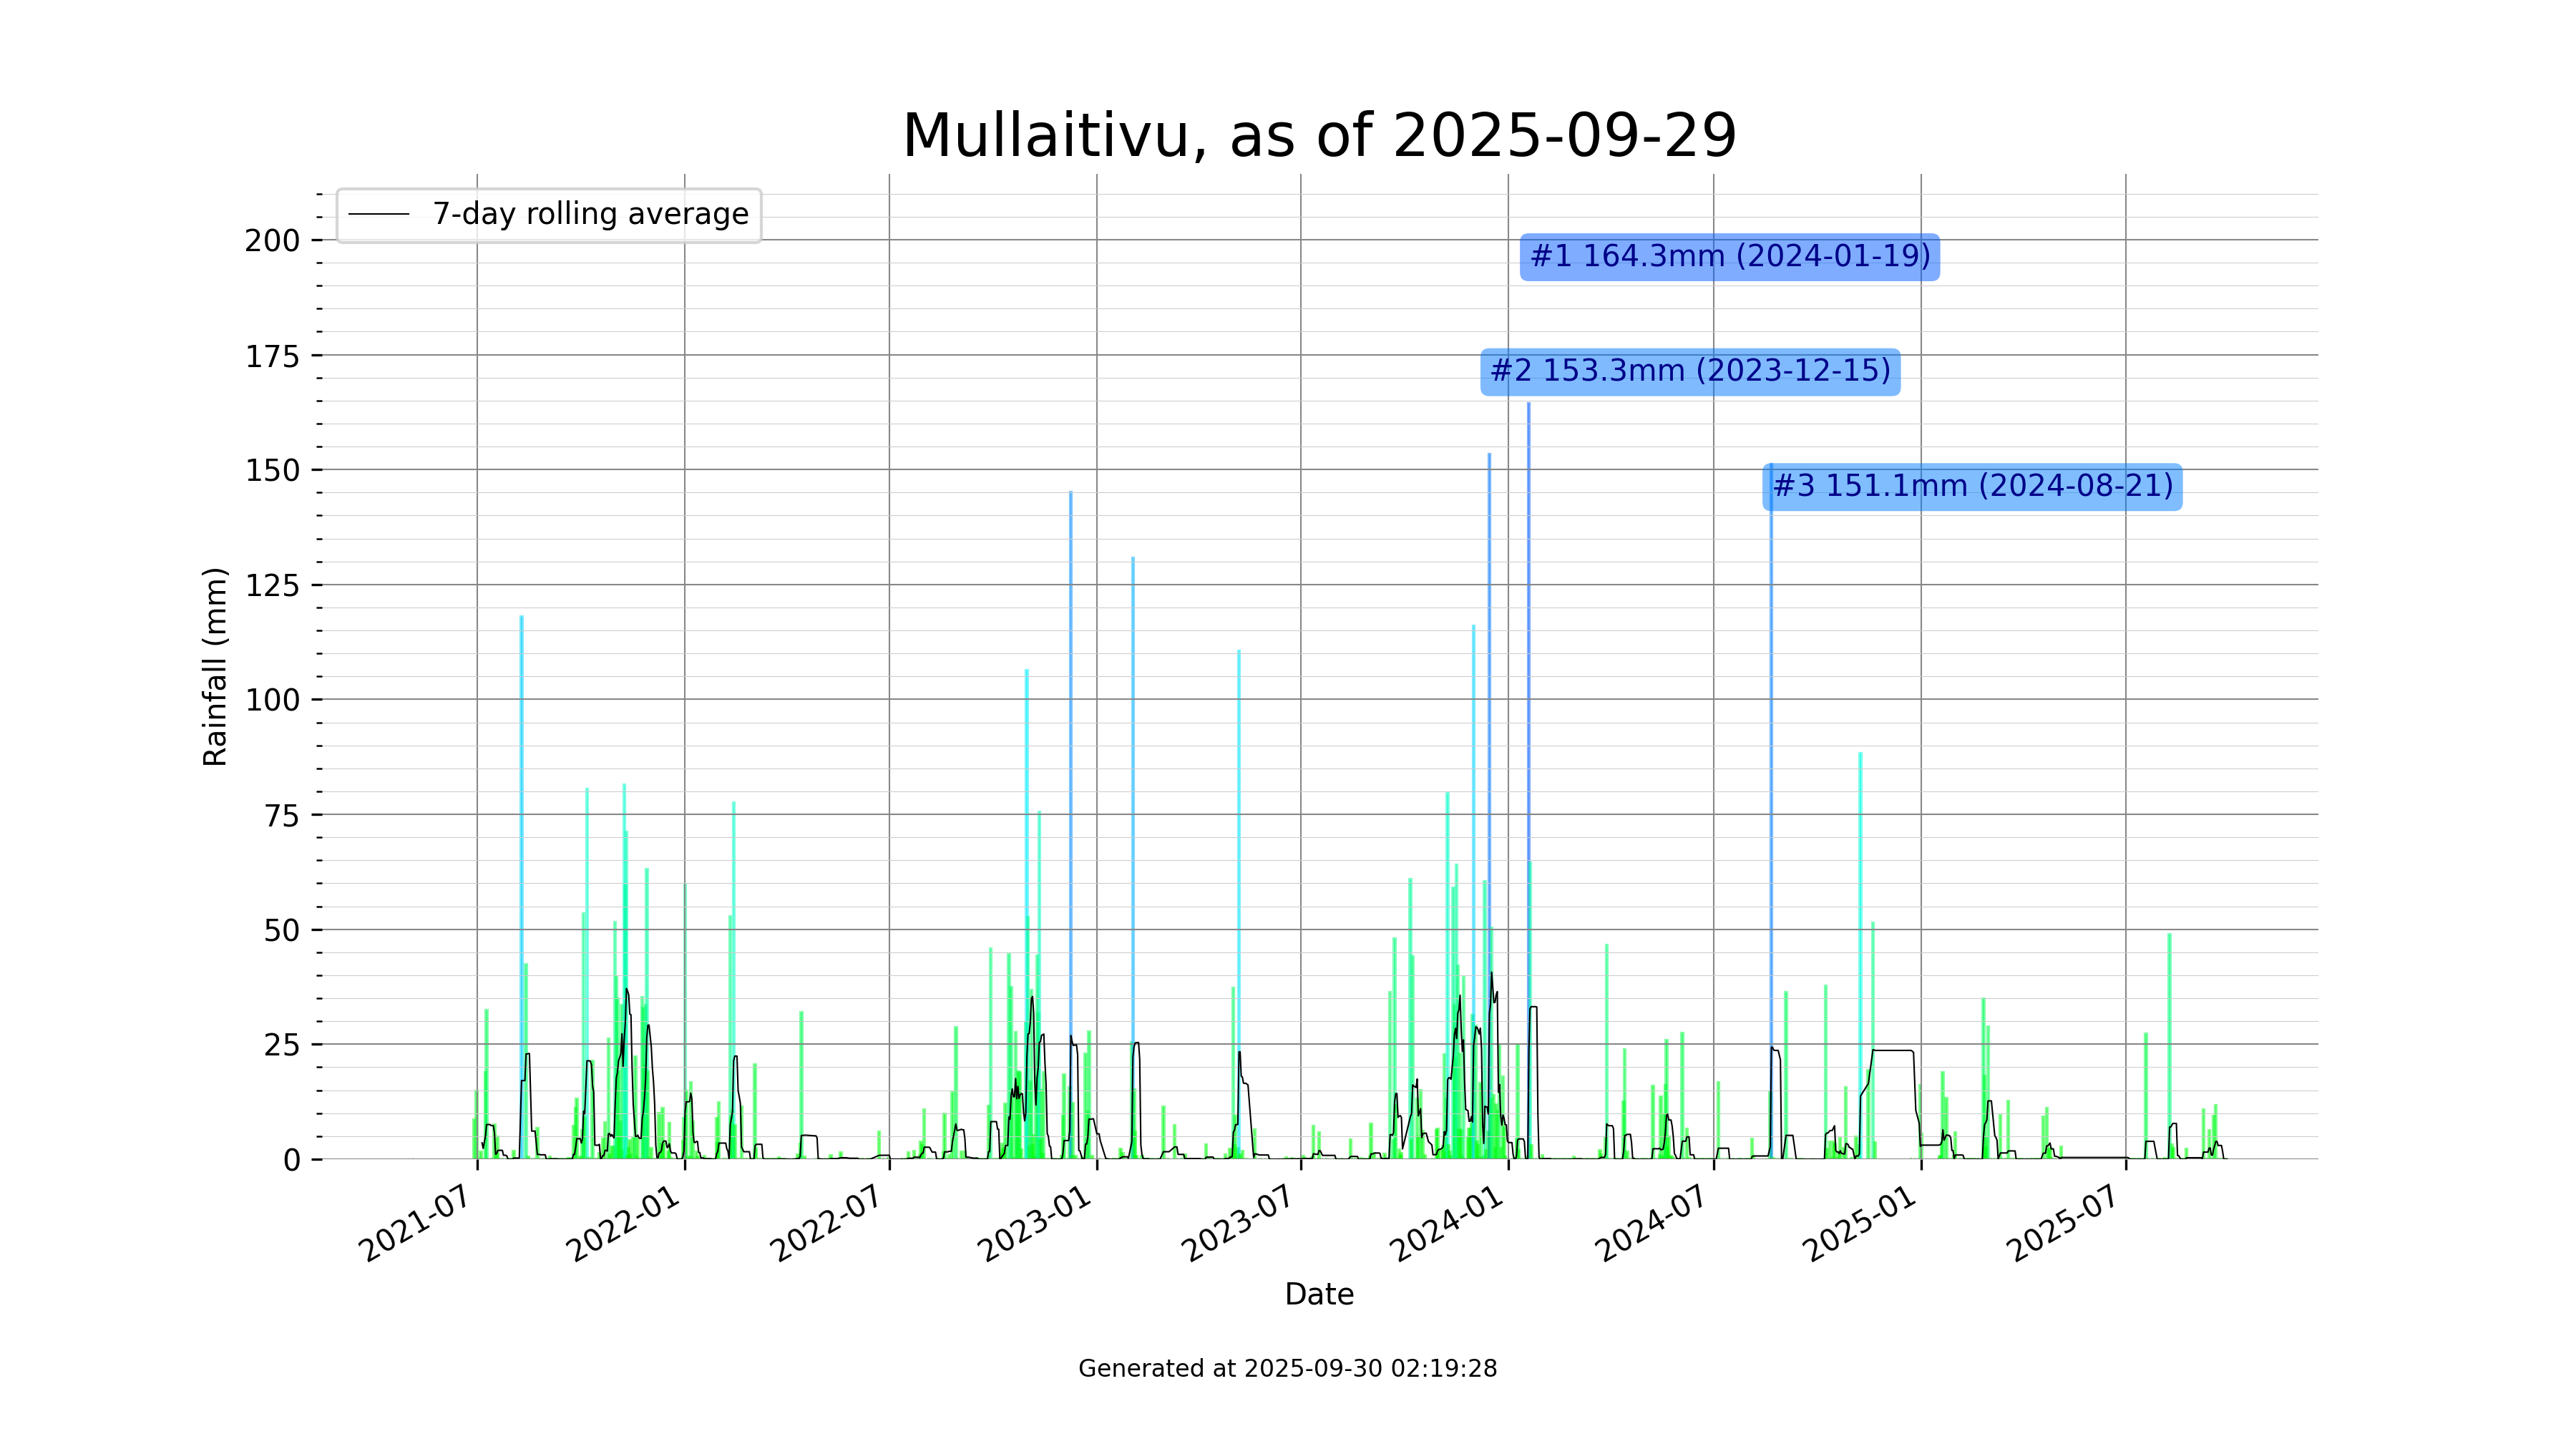 Mullaitivu, as of 2025-09-29
7-day rolling average
#1 164.3mm (2024-01-19)
#2 153.3mm (2023-12-15)
#3 151.1mm (2024-08-21)
Rainfall (mm)
200
175
150
125
100
75
50
25
0
2021-07
2022-01
2022-07
2023-01
2023-07
2024-01
2024-07
2025-01
2025-07
Date
Generated at 2025-09-30 02:19:28